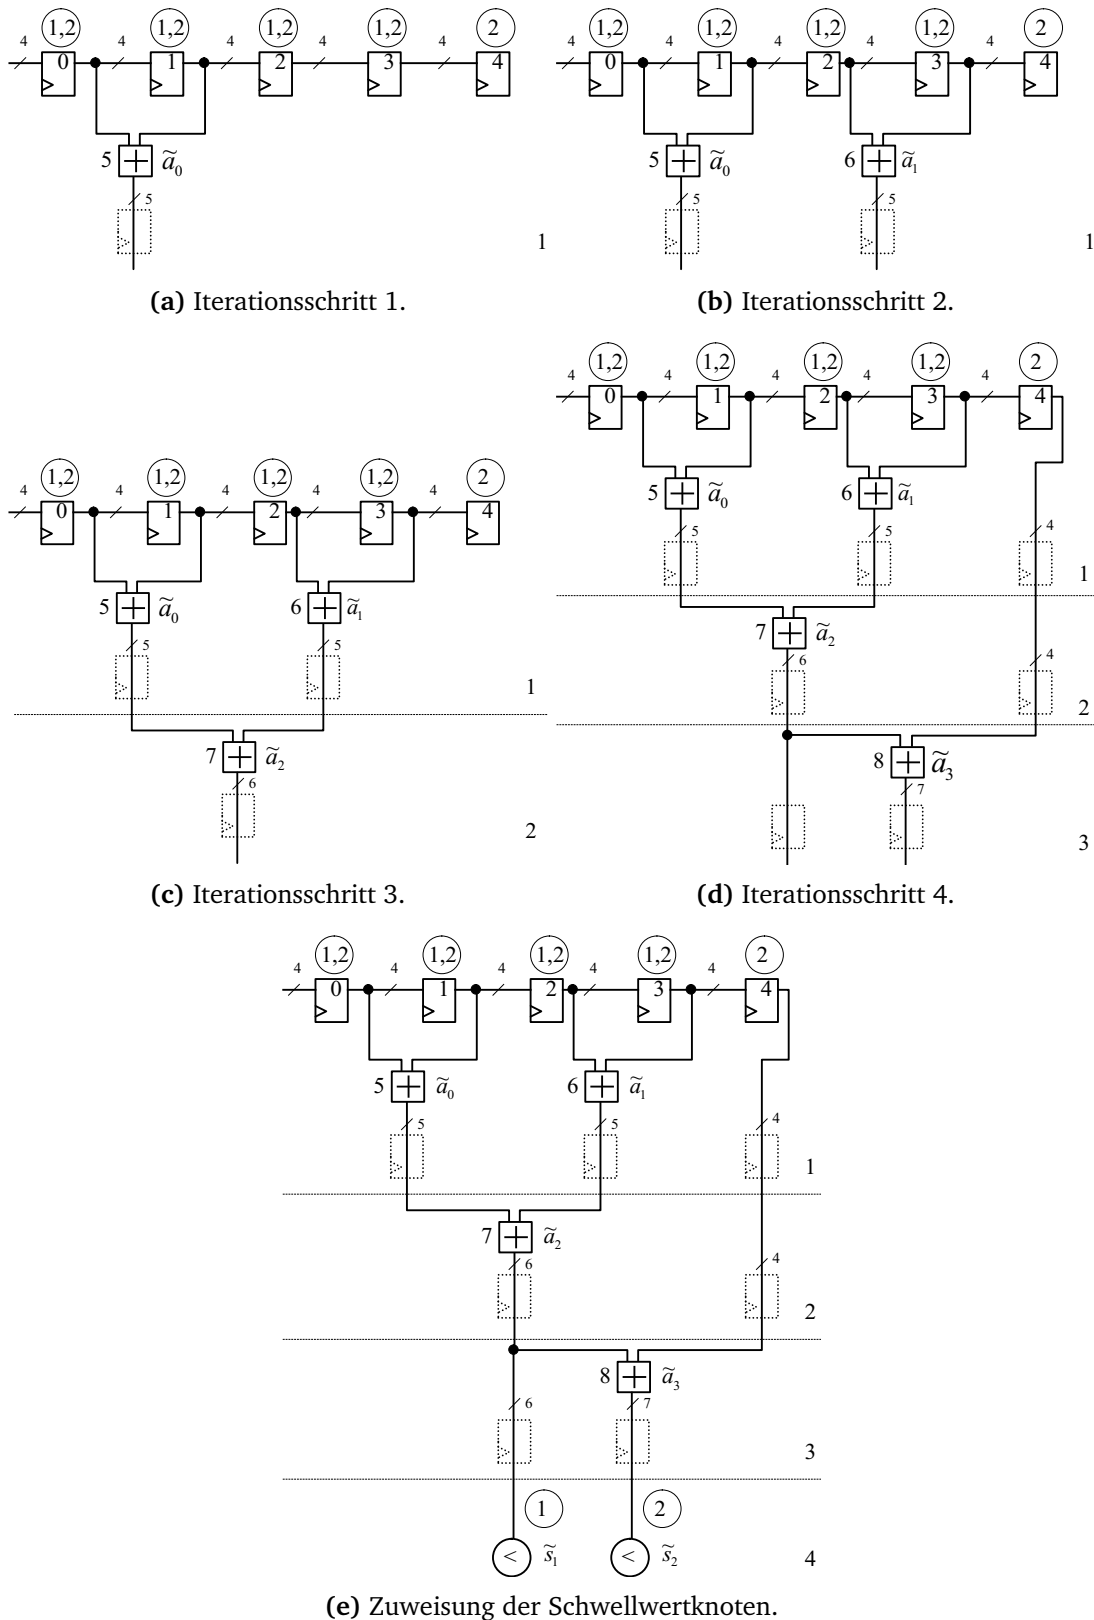 1,2 1,2 1,2 1,2 2
4 4 4 4 4
0 1 2 3 4
5 + ã₀
5
1
(a) Iterationsschritt 1.
1,2 1,2 1,2 1,2 2
4 4 4 4 4
0 1 2 3 4
5 + ã₀ 6 + ã₁
5 5
1
(b) Iterationsschritt 2.
1,2 1,2 1,2 1,2 2
4 4 4 4 4
0 1 2 3 4
5 + ã₀ 6 + ã₁
5 5
1
7 + ã₂
6
2
(c) Iterationsschritt 3.
1,2 1,2 1,2 1,2 2
4 4 4 4 4
0 1 2 3 4
5 + ã₀ 6 + ã₁
5 5 4
1
7 + ã₂
6 4
2
8 + ã₃
7
3
(d) Iterationsschritt 4.
1,2 1,2 1,2 1,2 2
4 4 4 4 4
0 1 2 3 4
5 + ã₀ 6 + ã₁
5 5 4
1
7 + ã₂
6 4
2
8 + ã₃
6 7
3
1 2
< s̃₁ < s̃₂ 4
(e) Zuweisung der Schwellwertknoten.